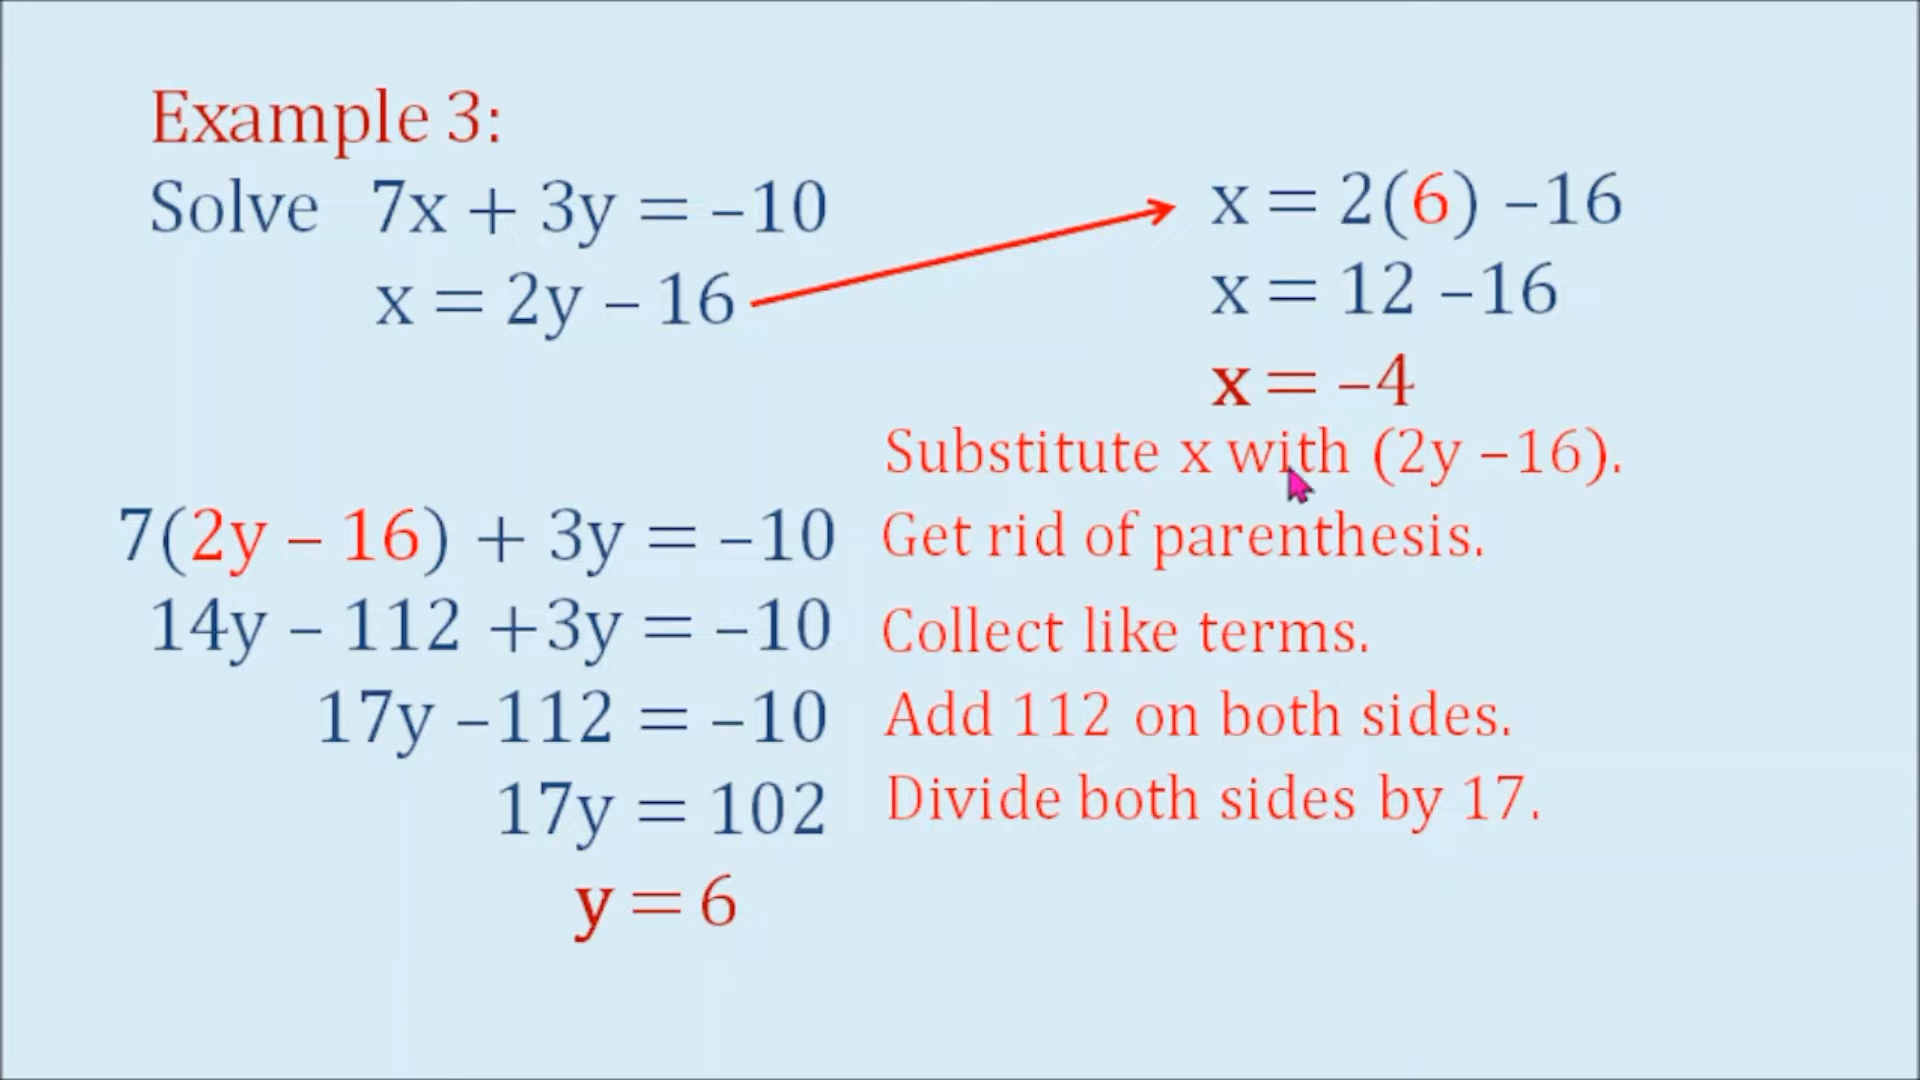 Example 3:
Solve 7x + 3y = –10
x = 2y – 16
x = 2(6) –16
x = 12 –16
x = –4
Substitute x with (2y –16).
7(2y – 16) + 3y = –10 Get rid of parenthesis.
14y – 112 +3y = –10 Collect like terms.
17y –112 = –10 Add 112 on both sides.
17y = 102 Divide both sides by 17.
y = 6